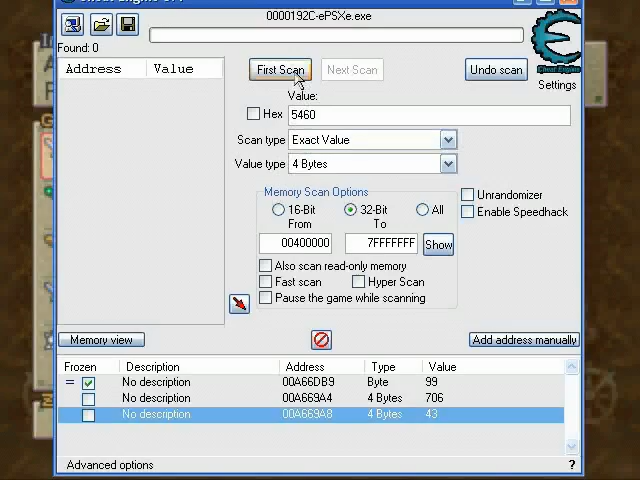 0000192C-ePSXe.exe
Found: 0
Address Value
First Scan Next Scan Undo scan
Cheat Engine
Settings
Value:
Hex 5460
Scan type Exact Value
Value type 4 Bytes
Memory Scan Options
16-Bit 32-Bit All
From To
00400000 7FFFFFFF Show
Unrandomizer
Enable Speedhack
Also scan read-only memory
Fast scan Hyper Scan
Pause the game while scanning
Memory view Add address manually
Frozen Description Address Type Value
= No description 00A66DB9 Byte 99
No description 00A669A4 4 Bytes 706
No description 00A669A8 4 Bytes 43
Advanced options ?